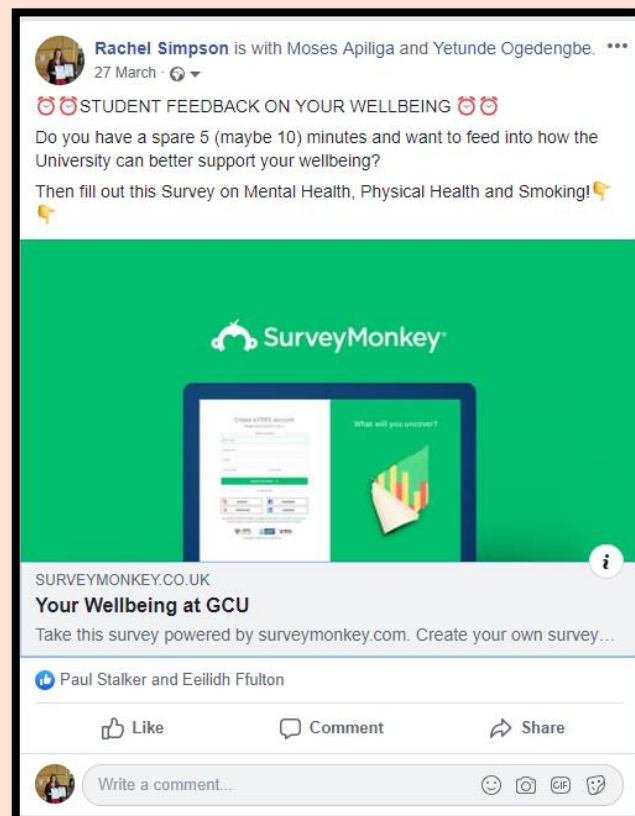 Rachel Simpson is with Moses Apiliga and Yetunde Ogedengbe.
27 March
⏰⏰STUDENT FEEDBACK ON YOUR WELLBEING ⏰⏰
Do you have a spare 5 (maybe 10) minutes and want to feed into how the
University can better support your wellbeing?
Then fill out this Survey on Mental Health, Physical Health and Smoking!👇
👇
SurveyMonkey
Create a FREE account
What will you uncover?
SURVEYMONKEY.CO.UK
Your Wellbeing at GCU
Take this survey powered by surveymonkey.com. Create your own survey…
Paul Stalker and Eeilidh Ffulton
Like
Comment
Share
Write a comment...
GIF